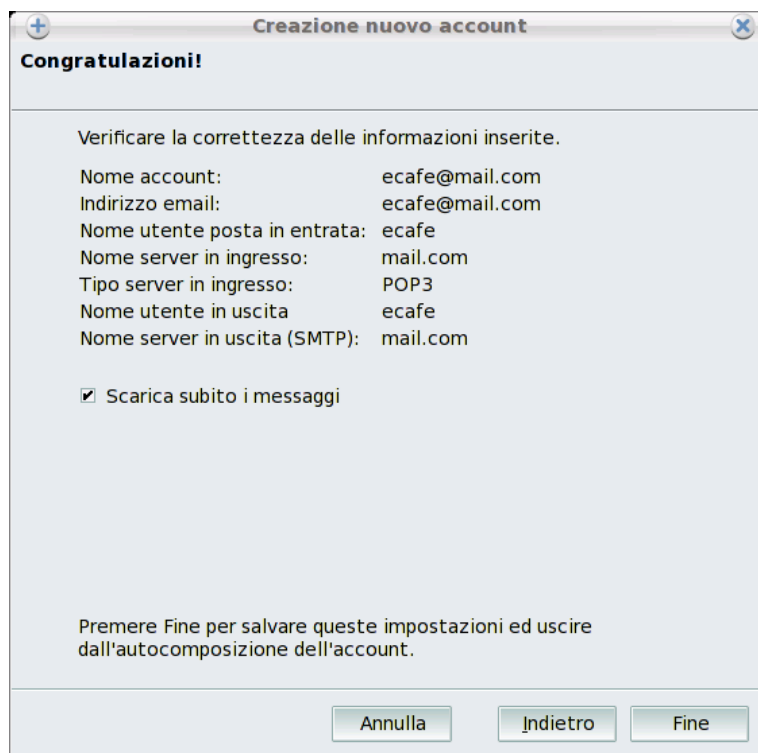 Creazione nuovo account
Congratulazioni!
Verificare la correttezza delle informazioni inserite.
Nome account: ecafe@mail.com
Indirizzo email: ecafe@mail.com
Nome utente posta in entrata: ecafe
Nome server in ingresso: mail.com
Tipo server in ingresso: POP3
Nome utente in uscita ecafe
Nome server in uscita (SMTP): mail.com
Scarica subito i messaggi
Premere Fine per salvare queste impostazioni ed uscire
dall'autocomposizione dell'account.
Annulla Indietro Fine